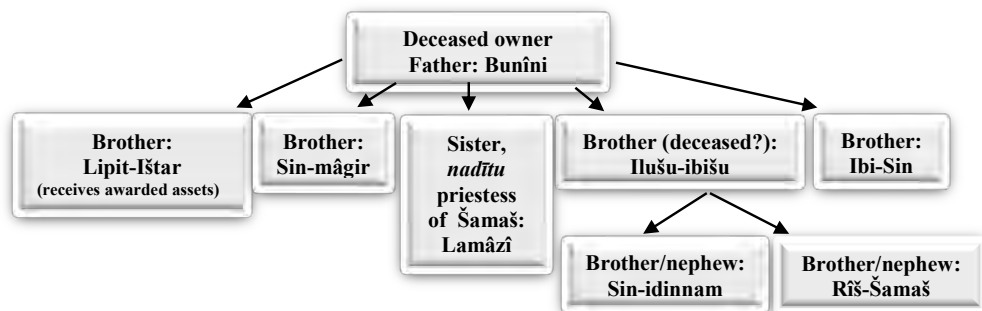 Deceased owner
Father: Bunîni
Brother:
Lipit-Ištar
(receives awarded assets)
Brother:
Sin-mâgir
Sister,
nadītu
priestess
of Šamaš:
Lamâzî
Brother (deceased?):
Ilušu-ibišu
Brother:
Ibi-Sin
Brother/nephew:
Sin-idinnam
Brother/nephew:
Rîš-Šamaš